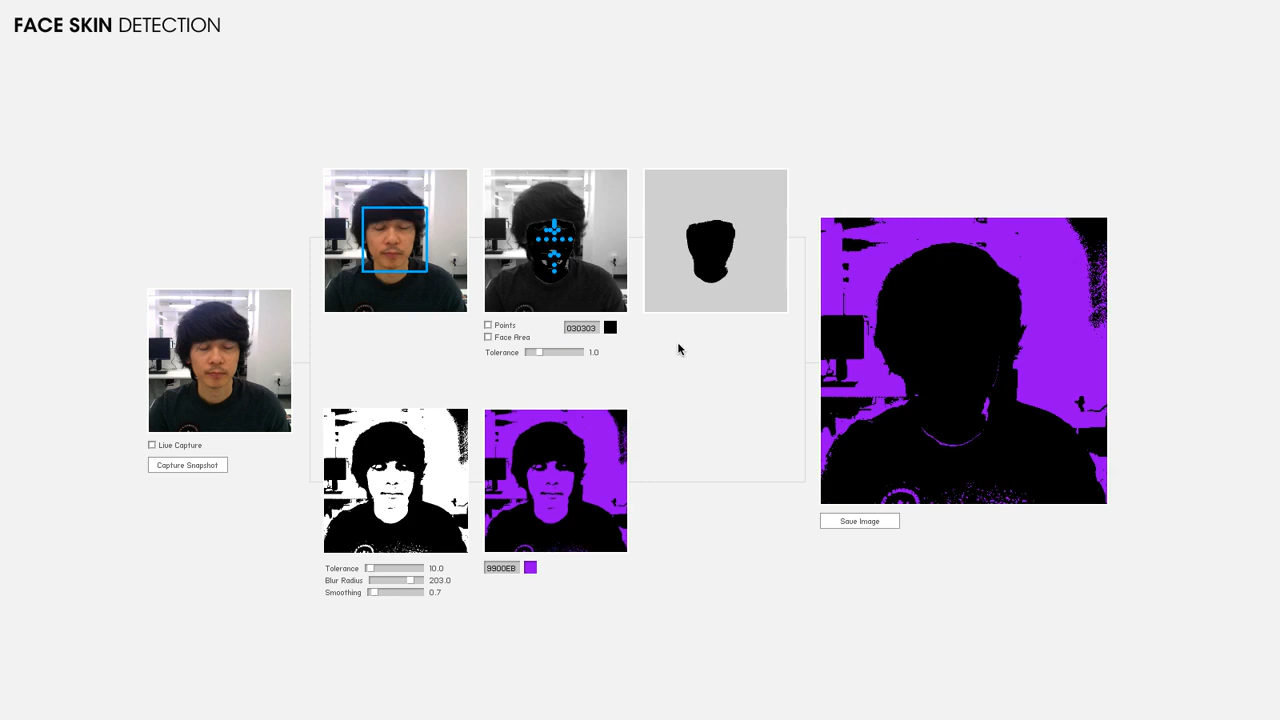 FACE SKIN DETECTION
Points
030303
Face Area
Tolerance 1.0
Live Capture
Capture Snapshot
Save Image
Tolerance 10.0
Blur Radius 203.0
Smoothing 0.7
9900EB